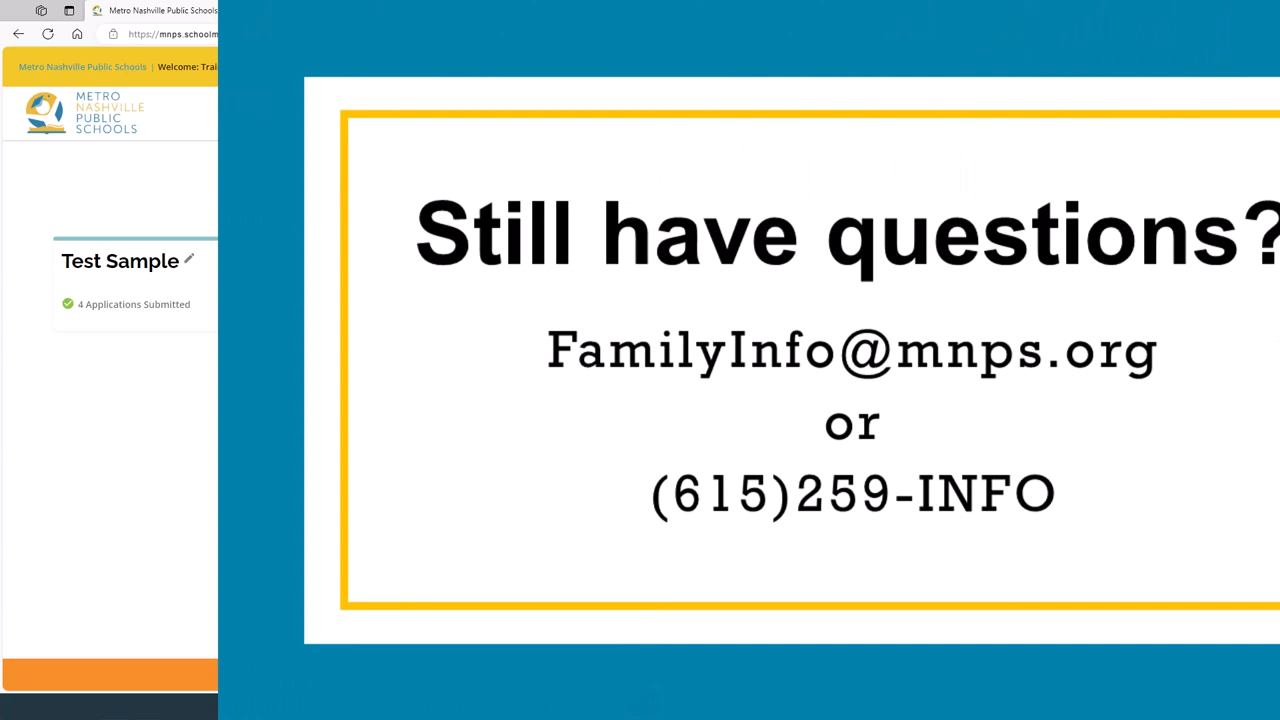 Metro Nashville Public Schools
https://mnps.schoolm
Metro Nashville Public Schools | Welcome: Trai
METRO
NASHVILLE
PUBLIC
SCHOOLS
Test Sample
4 Applications Submitted
Still have questions?
FamilyInfo@mnps.org
or
(615)259-INFO